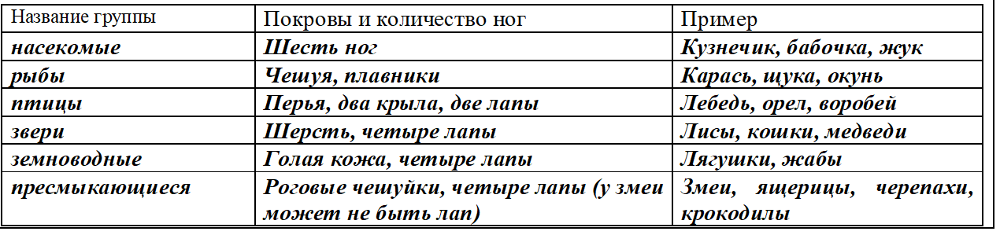 Название группы Покровы и количество ног Пример
насекомые Шесть ног Кузнечик, бабочка, жук
рыбы Чешуя, плавники Карась, щука, окунь
птицы Перья, два крыла, две лапы Лебедь, орел, воробей
звери Шерсть, четыре лапы Лисы, кошки, медведи
земноводные Голая кожа, четыре лапы Лягушки, жабы
пресмыкающиеся Роговые чешуйки, четыре лапы (у змеи Змеи, ящерицы, черепахи,
может не быть лап) крокодилы